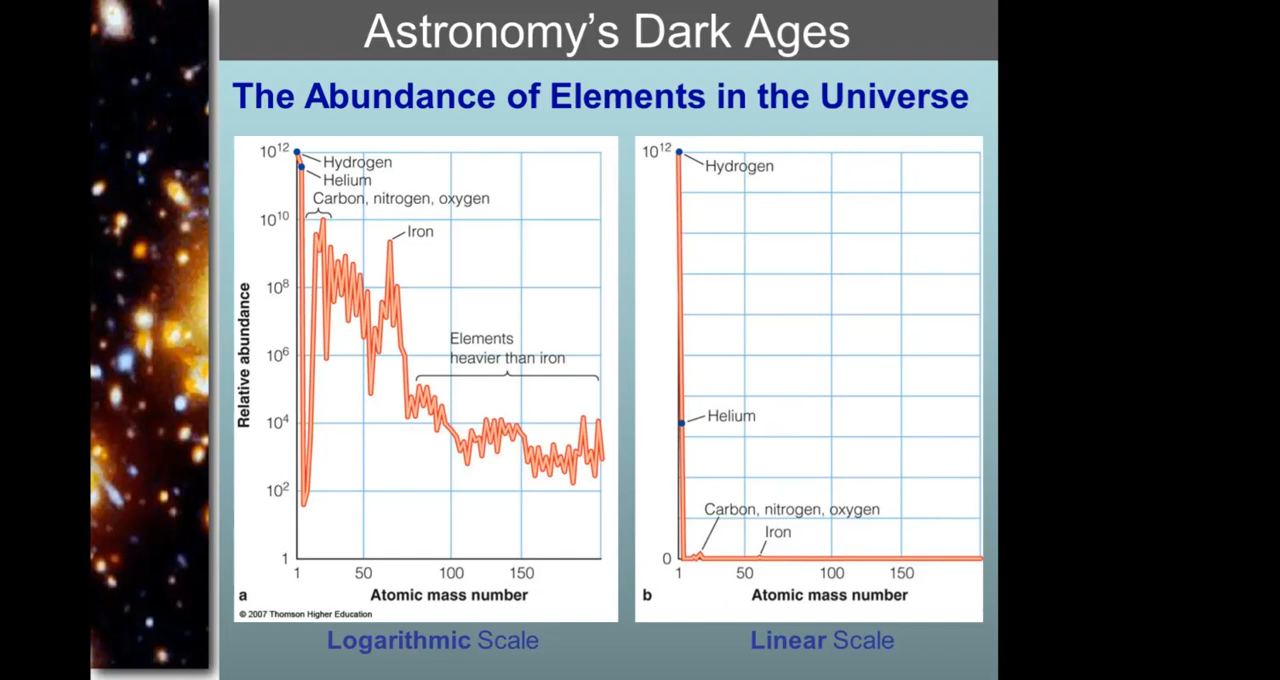 Astronomy's Dark Ages
The Abundance of Elements in the Universe
10¹²
Hydrogen
Helium
Carbon, nitrogen, oxygen
10¹⁰
Iron
10⁸
Elements
heavier than iron
10⁶
10⁴
10²
1
Relative abundance
1 50 100 150
a Atomic mass number
© 2007 Thomson Higher Education
Logarithmic Scale
10¹²
Hydrogen
Helium
Carbon, nitrogen, oxygen
Iron
0
1 50 100 150
b Atomic mass number
Linear Scale